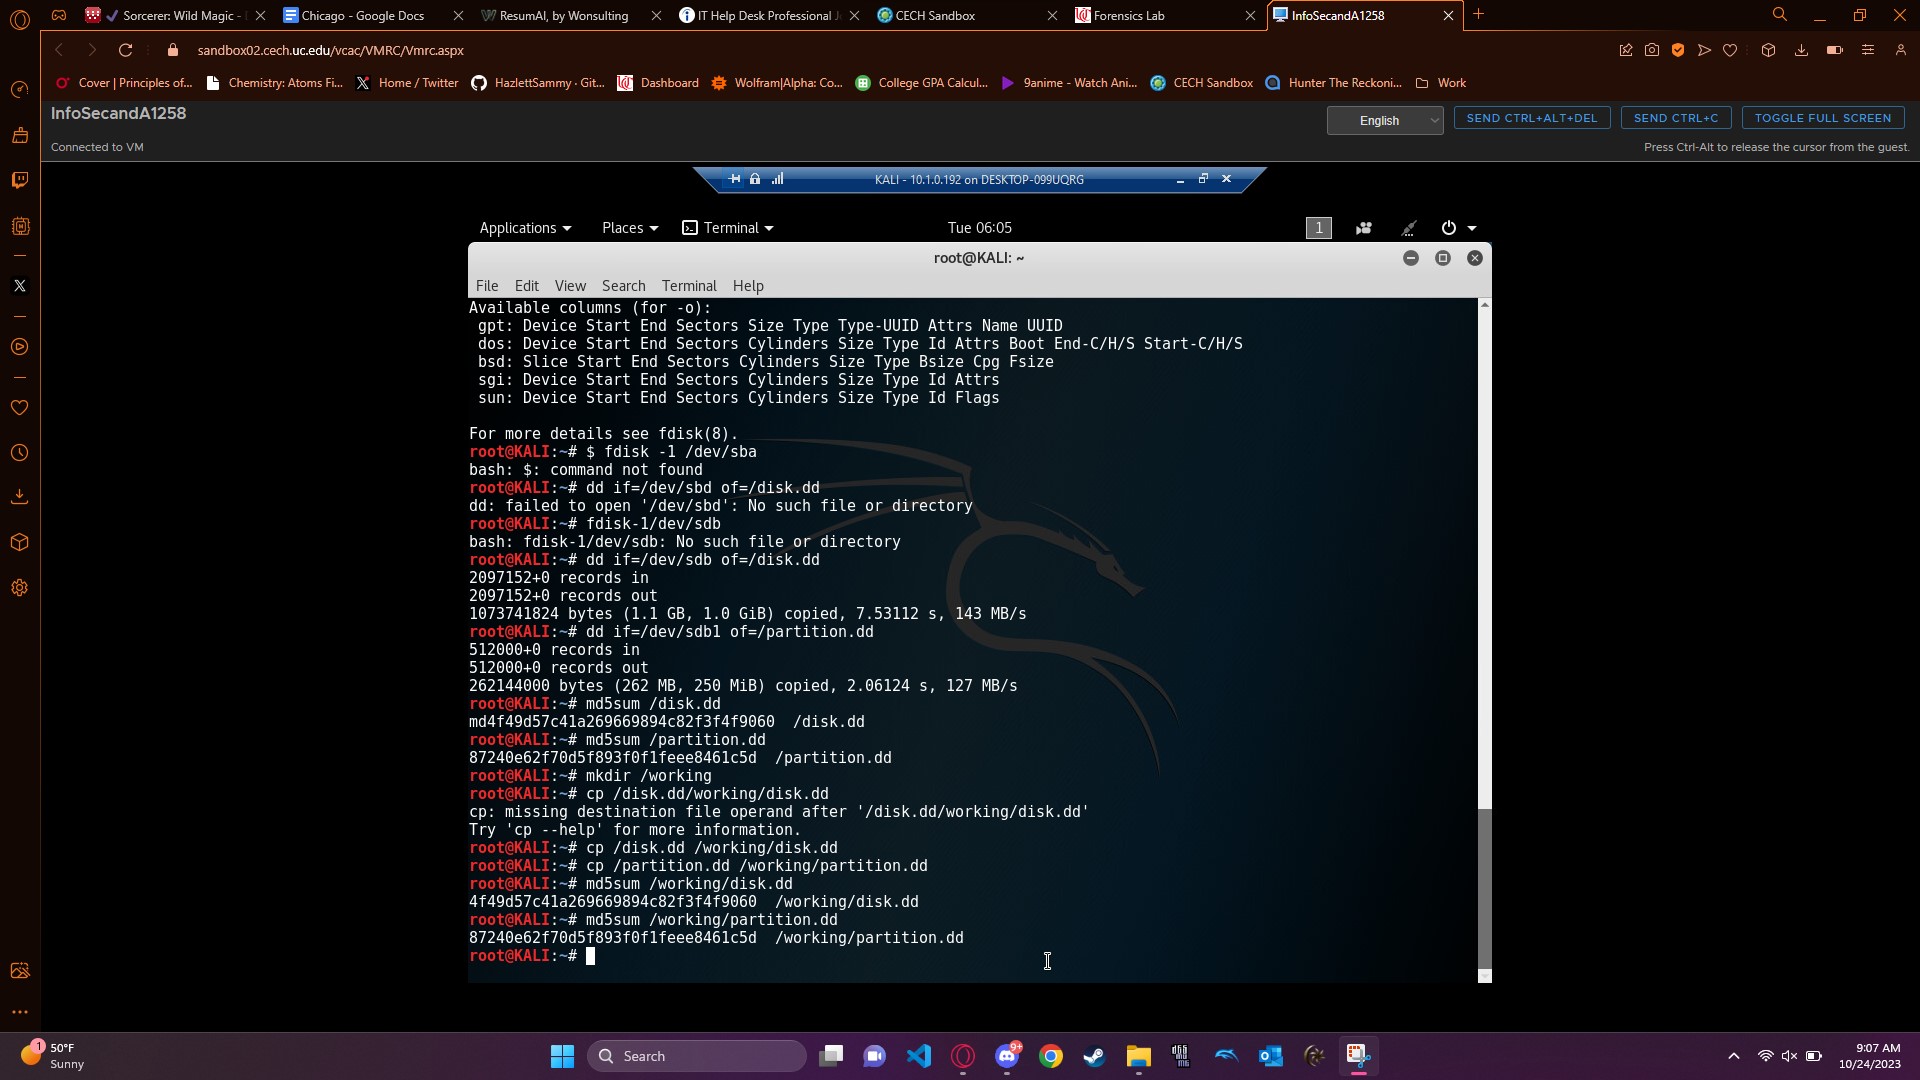 Sorcerer: Wild Magic -
Chicago - Google Docs
ResumAI, by Wonsulting
IT Help Desk Professional
CECH Sandbox
Forensics Lab
InfoSecandA1258
sandbox02.cech.uc.edu/vcac/VMRC/Vmrc.aspx
Cover | Principles of...
Chemistry: Atoms Fi...
Home / Twitter
HazlettSammy · Git...
Dashboard
Wolfram|Alpha: Co...
College GPA Calcul...
9anime - Watch Ani...
CECH Sandbox
Hunter The Reckoni...
Work
InfoSecandA1258
English
SEND CTRL+ALT+DEL
SEND CTRL+C
TOGGLE FULL SCREEN
Connected to VM
Press Ctrl-Alt to release the cursor from the guest.
KALI - 10.1.0.192 on DESKTOP-099UQRG
Applications
Places
Terminal
Tue 06:05
1
root@KALI: ~
File Edit View Search Terminal Help
Available columns (for -o):
gpt: Device Start End Sectors Size Type Type-UUID Attrs Name UUID
dos: Device Start End Sectors Cylinders Size Type Id Attrs Boot End-C/H/S Start-C/H/S
bsd: Slice Start End Sectors Cylinders Size Type Bsize Cpg Fsize
sgi: Device Start End Sectors Cylinders Size Type Id Attrs
sun: Device Start End Sectors Cylinders Size Type Id Flags
For more details see fdisk(8).
root@KALI:~# $ fdisk -1 /dev/sba
bash: $: command not found
root@KALI:~# dd if=/dev/sbd of=/disk.dd
dd: failed to open '/dev/sbd': No such file or directory
root@KALI:~# fdisk-1/dev/sdb
bash: fdisk-1/dev/sdb: No such file or directory
root@KALI:~# dd if=/dev/sdb of=/disk.dd
2097152+0 records in
2097152+0 records out
1073741824 bytes (1.1 GB, 1.0 GiB) copied, 7.53112 s, 143 MB/s
root@KALI:~# dd if=/dev/sdb1 of=/partition.dd
512000+0 records in
512000+0 records out
262144000 bytes (262 MB, 250 MiB) copied, 2.06124 s, 127 MB/s
root@KALI:~# md5sum /disk.dd
md4f49d57c41a269669894c82f3f4f9060  /disk.dd
root@KALI:~# md5sum /partition.dd
87240e62f70d5f893f0f1feee8461c5d  /partition.dd
root@KALI:~# mkdir /working
root@KALI:~# cp /disk.dd/working/disk.dd
cp: missing destination file operand after '/disk.dd/working/disk.dd'
Try 'cp --help' for more information.
root@KALI:~# cp /disk.dd /working/disk.dd
root@KALI:~# cp /partition.dd /working/partition.dd
root@KALI:~# md5sum /working/disk.dd
4f49d57c41a269669894c82f3f4f9060  /working/disk.dd
root@KALI:~# md5sum /working/partition.dd
87240e62f70d5f893f0f1feee8461c5d  /working/partition.dd
root@KALI:~#
1
50°F
Sunny
Search
9+
9:07 AM
10/24/2023